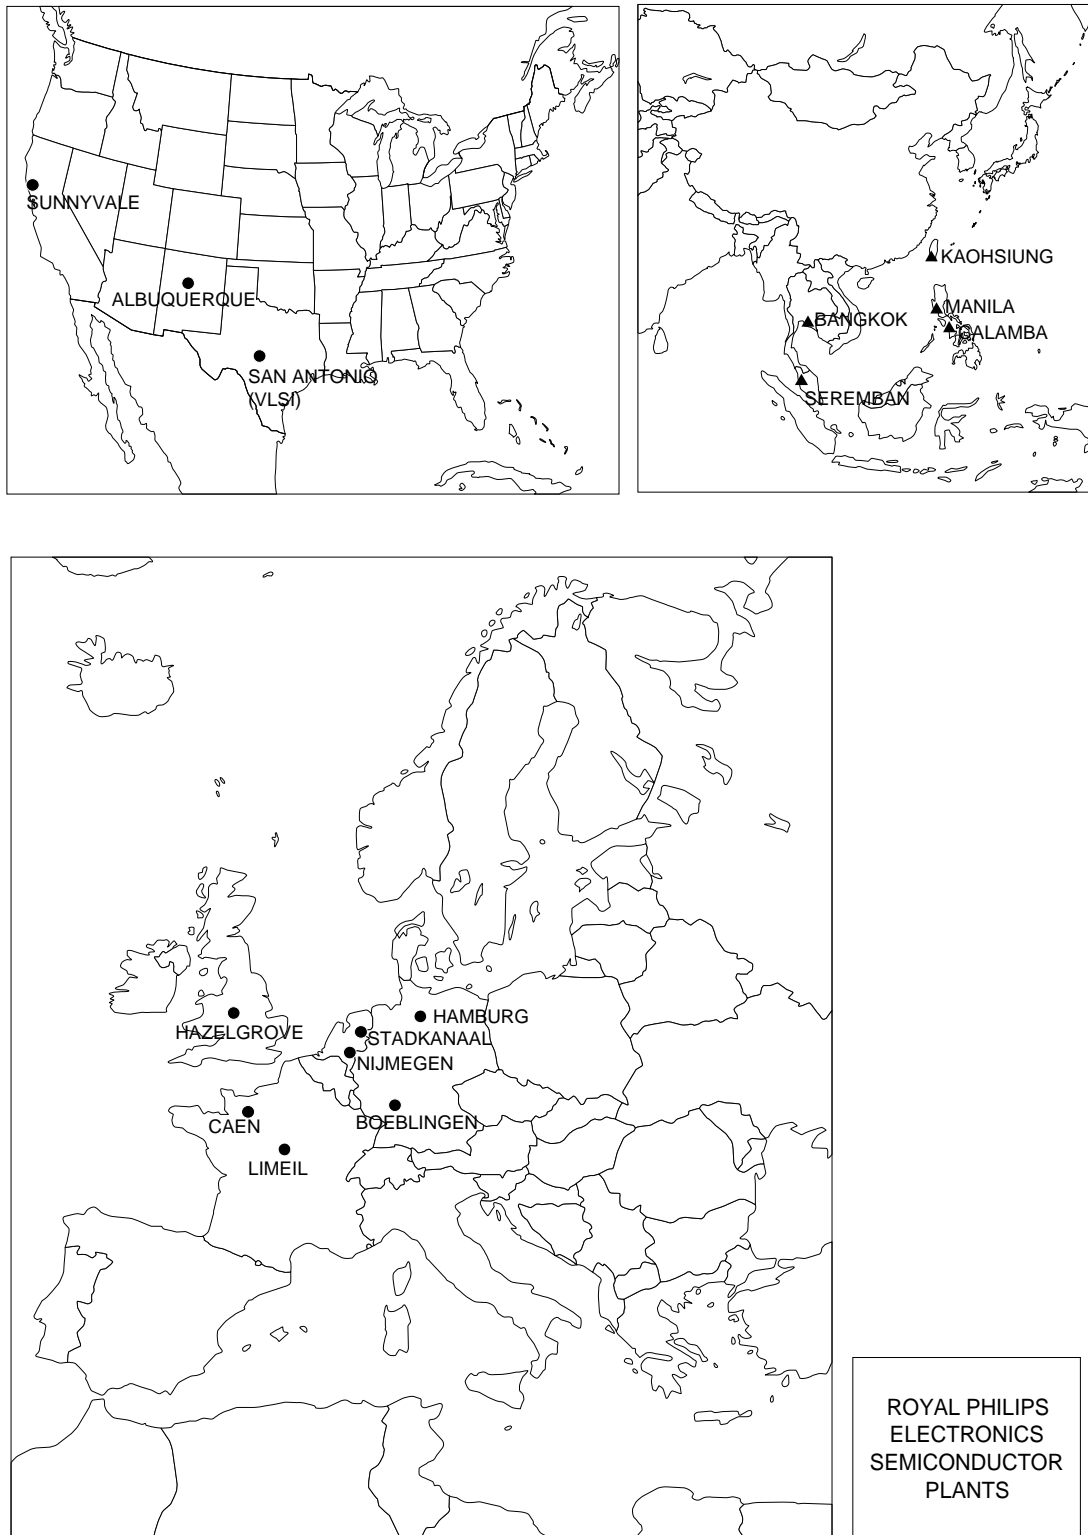 SUNNYVALE
ALBUQUERQUE
SAN ANTONIO
(VLSI)
KAOHSIUNG
MANILA
CALAMBA
BANGKOK
SEREMBAN
HAMBURG
STADKANAAL
NIJMEGEN
HAZELGROVE
BOEBLINGEN
CAEN
LIMEIL
ROYAL PHILIPS
ELECTRONICS
SEMICONDUCTOR
PLANTS